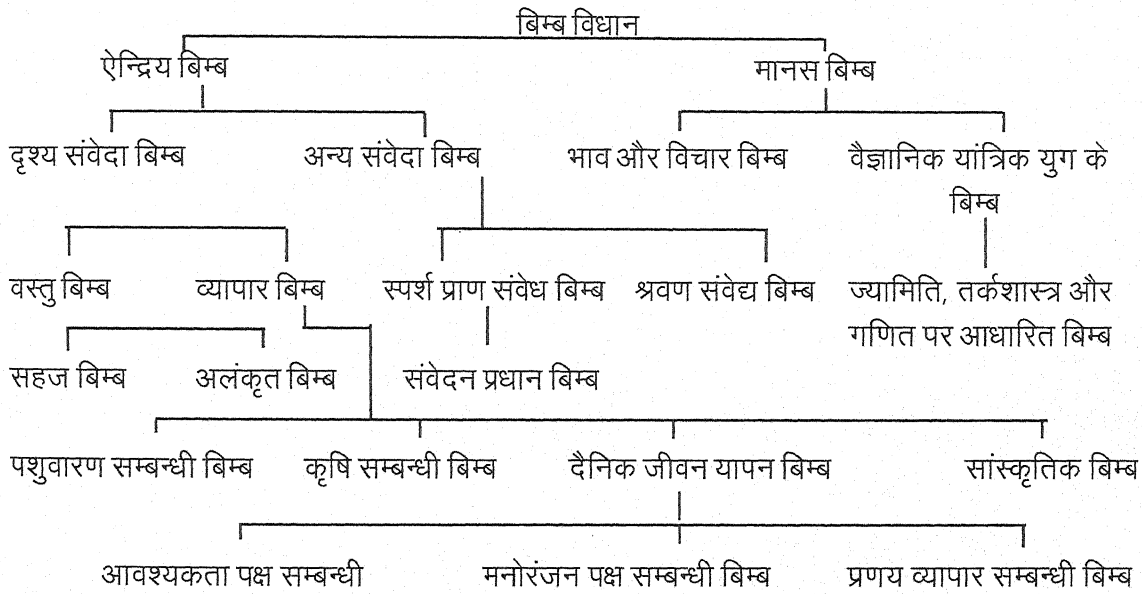 बिम्ब विधान
ऐन्द्रिय बिम्ब
मानस बिम्ब
दृश्य संवेदा बिम्ब
अन्य संवेदा बिम्ब
भाव और विचार बिम्ब
वैज्ञानिक यांत्रिक युग के
बिम्ब
वस्तु बिम्ब
व्यापार बिम्ब
स्पर्श प्राण संवेध बिम्ब
श्रवण संवेद्य बिम्ब
ज्यामिति, तर्कशास्त्र और
गणित पर आधारित बिम्ब
सहज बिम्ब
अलंकृत बिम्ब
संवेदन प्रधान बिम्ब
पशुवारण सम्बन्धी बिम्ब
कृषि सम्बन्धी बिम्ब
दैनिक जीवन यापन बिम्ब
सांस्कृतिक बिम्ब
आवश्यकता पक्ष सम्बन्धी
मनोरंजन पक्ष सम्बन्धी बिम्ब
प्रणय व्यापार सम्बन्धी बिम्ब